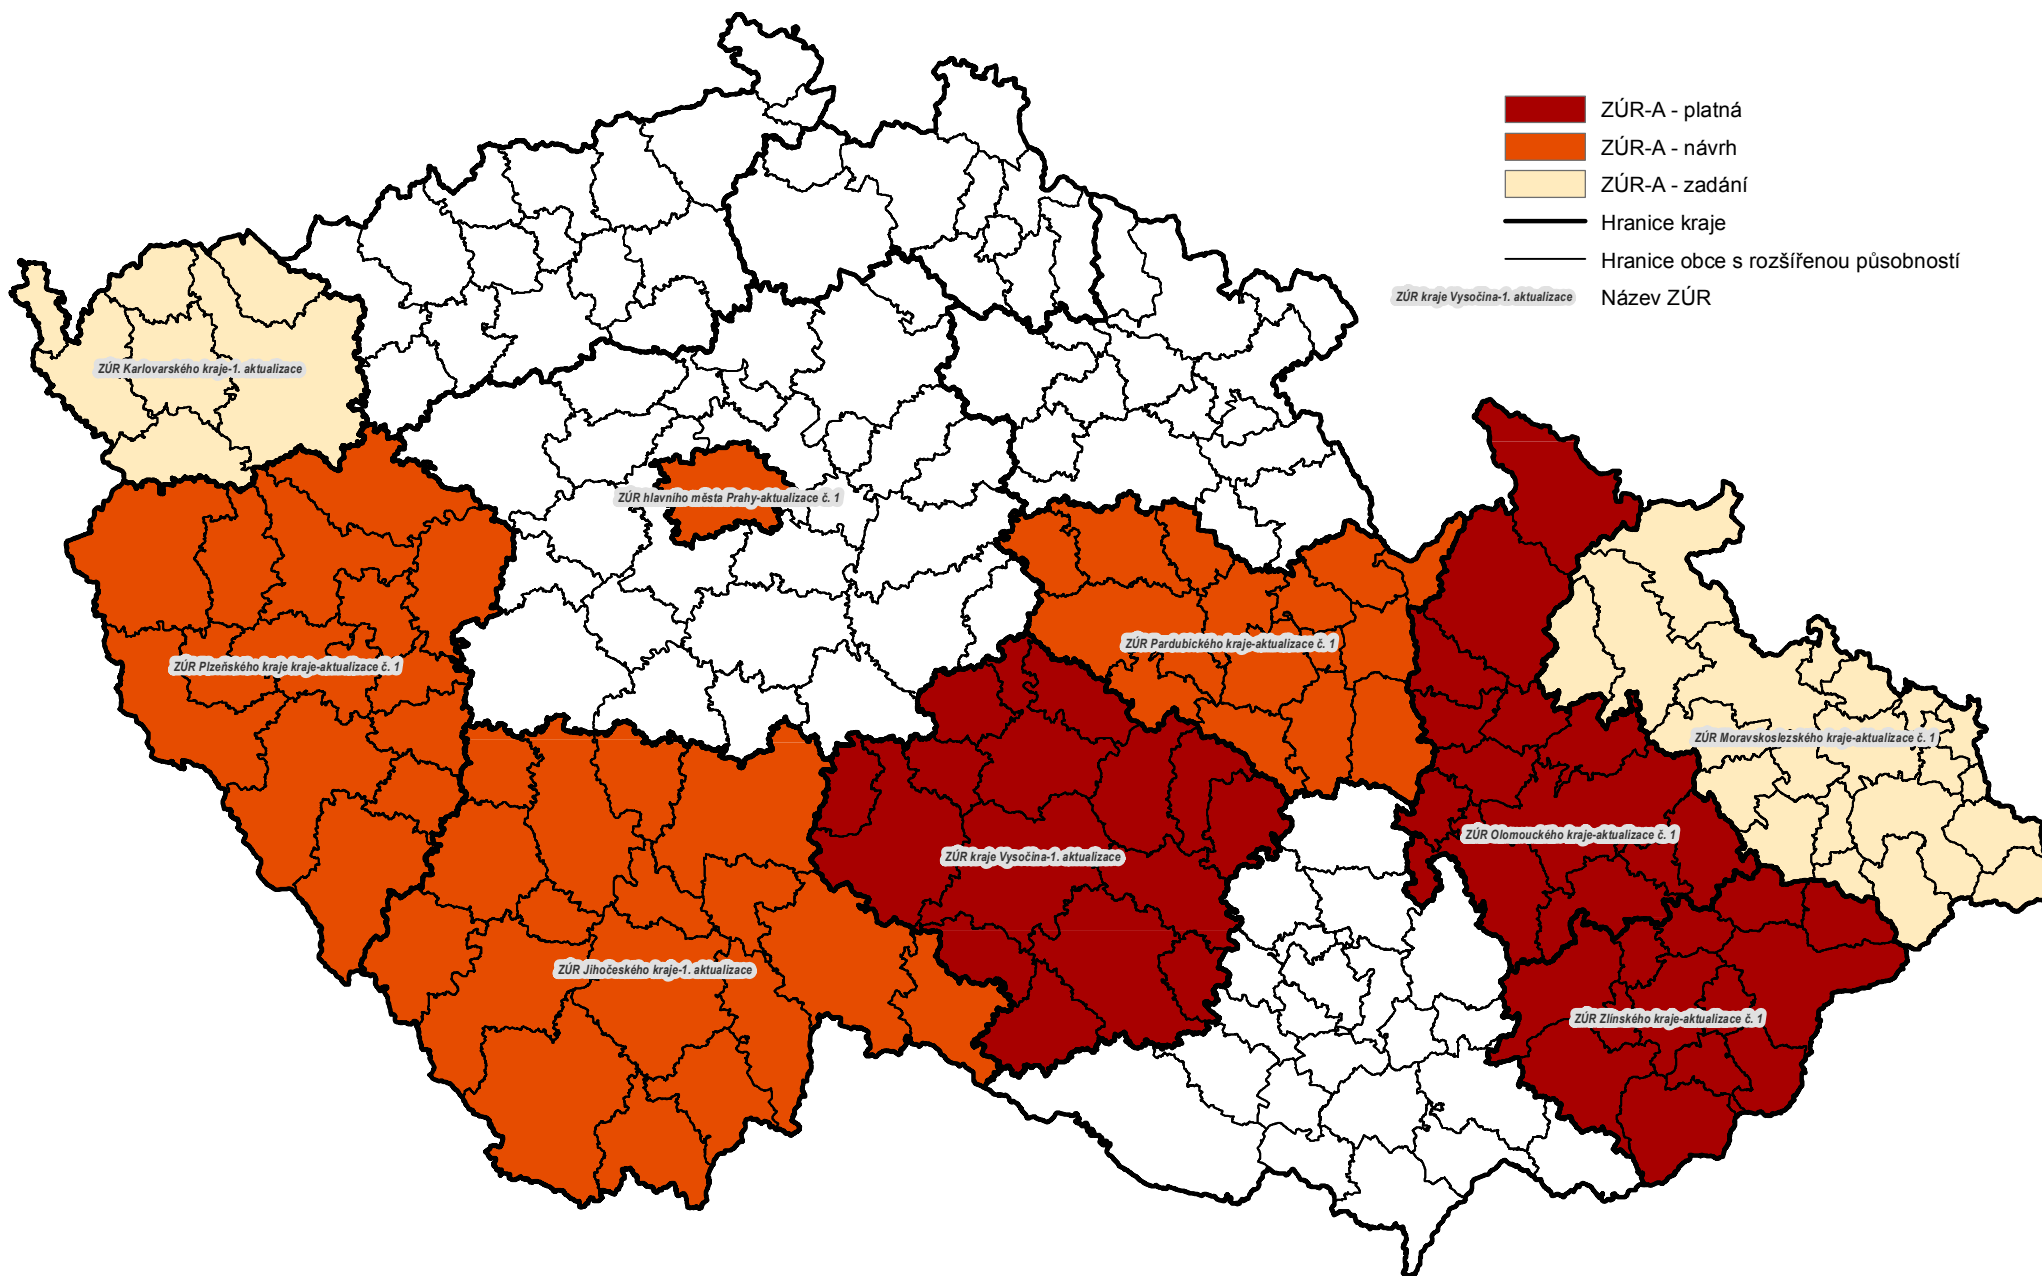 ZÚR-A - platná
ZÚR-A - návrh
ZÚR-A - zadání
Hranice kraje
Hranice obce s rozšířenou působností
ZÚR kraje Vysočina-1. aktualizace
Název ZÚR
ZÚR Karlovarského kraje-1. aktualizace
ZÚR hlavního města Prahy-aktualizace č. 1
ZÚR Pardubického kraje-aktualizace č. 1
ZÚR Plzeňského kraje kraje-aktualizace č. 1
ZÚR Moravskoslezského kraje-aktualizace č. 1
ZÚR Olomouckého kraje-aktualizace č. 1
ZÚR kraje Vysočina-1. aktualizace
ZÚR Jihočeského kraje-1. aktualizace
ZÚR Zlínského kraje-aktualizace č. 1